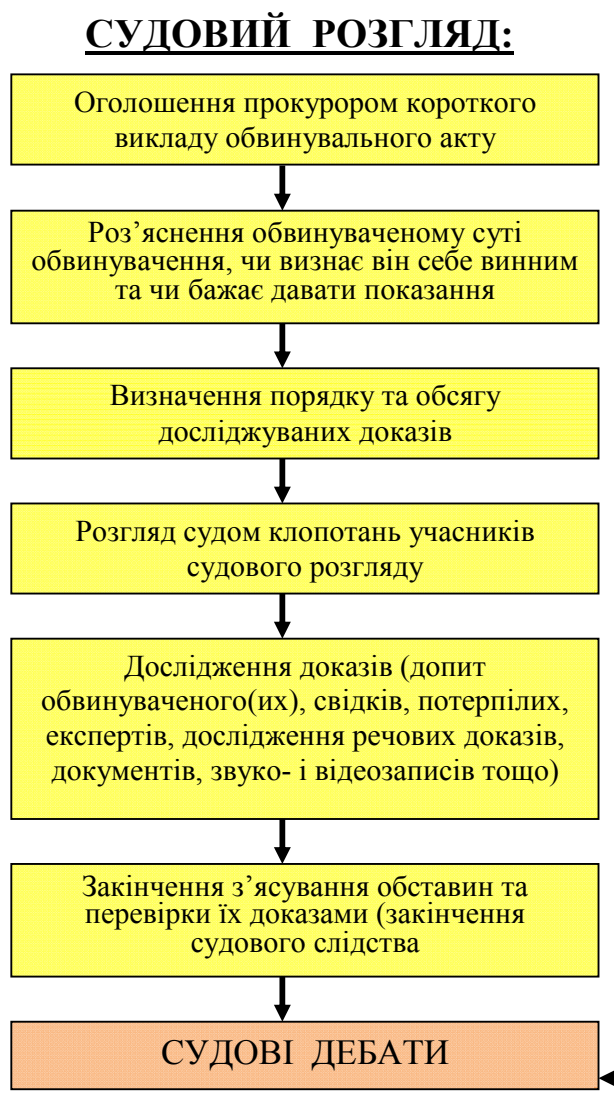 СУДОВИЙ РОЗГЛЯД:
Оголошення прокурором короткого
викладу обвинувального акту
Роз’яснення обвинуваченому суті
обвинувачення, чи визнає він себе винним
та чи бажає давати показання
Визначення порядку та обсягу
досліджуваних доказів
Розгляд судом клопотань учасників
судового розгляду
Дослідження доказів (допит
обвинуваченого(их), свідків, потерпілих,
експертів, дослідження речових доказів,
документів, звуко- і відеозаписів тощо)
Закінчення з’ясування обставин та
перевірки їх доказами (закінчення
судового слідства
СУДОВІ ДЕБАТИ